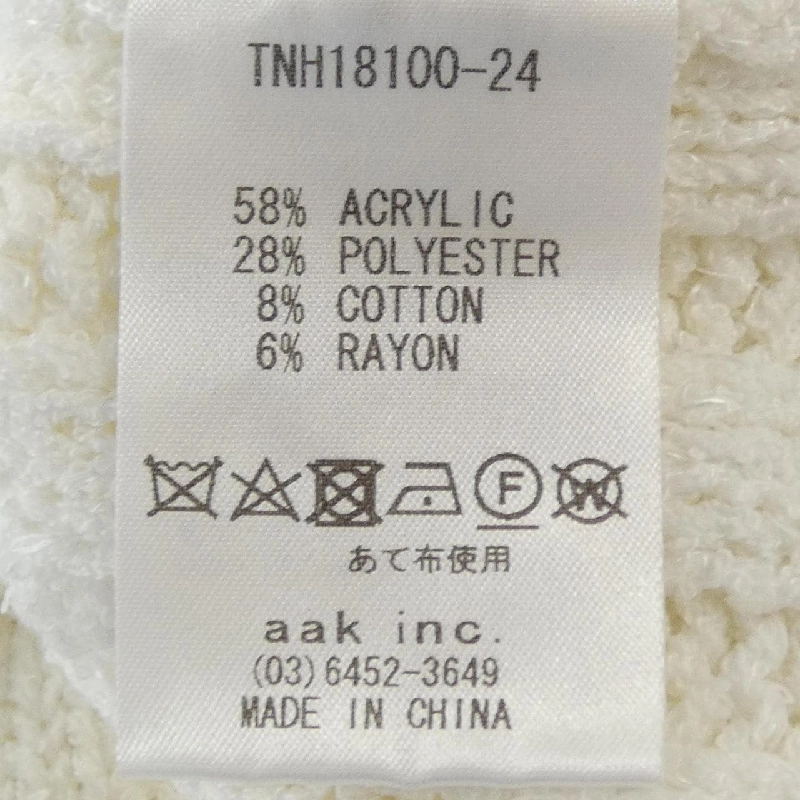 TNH18100-24
58% ACRYLIC
28% POLYESTER
8% COTTON
6% RAYON
F W
あて布使用
aak inc.
(03)6452-3649
MADE IN CHINA